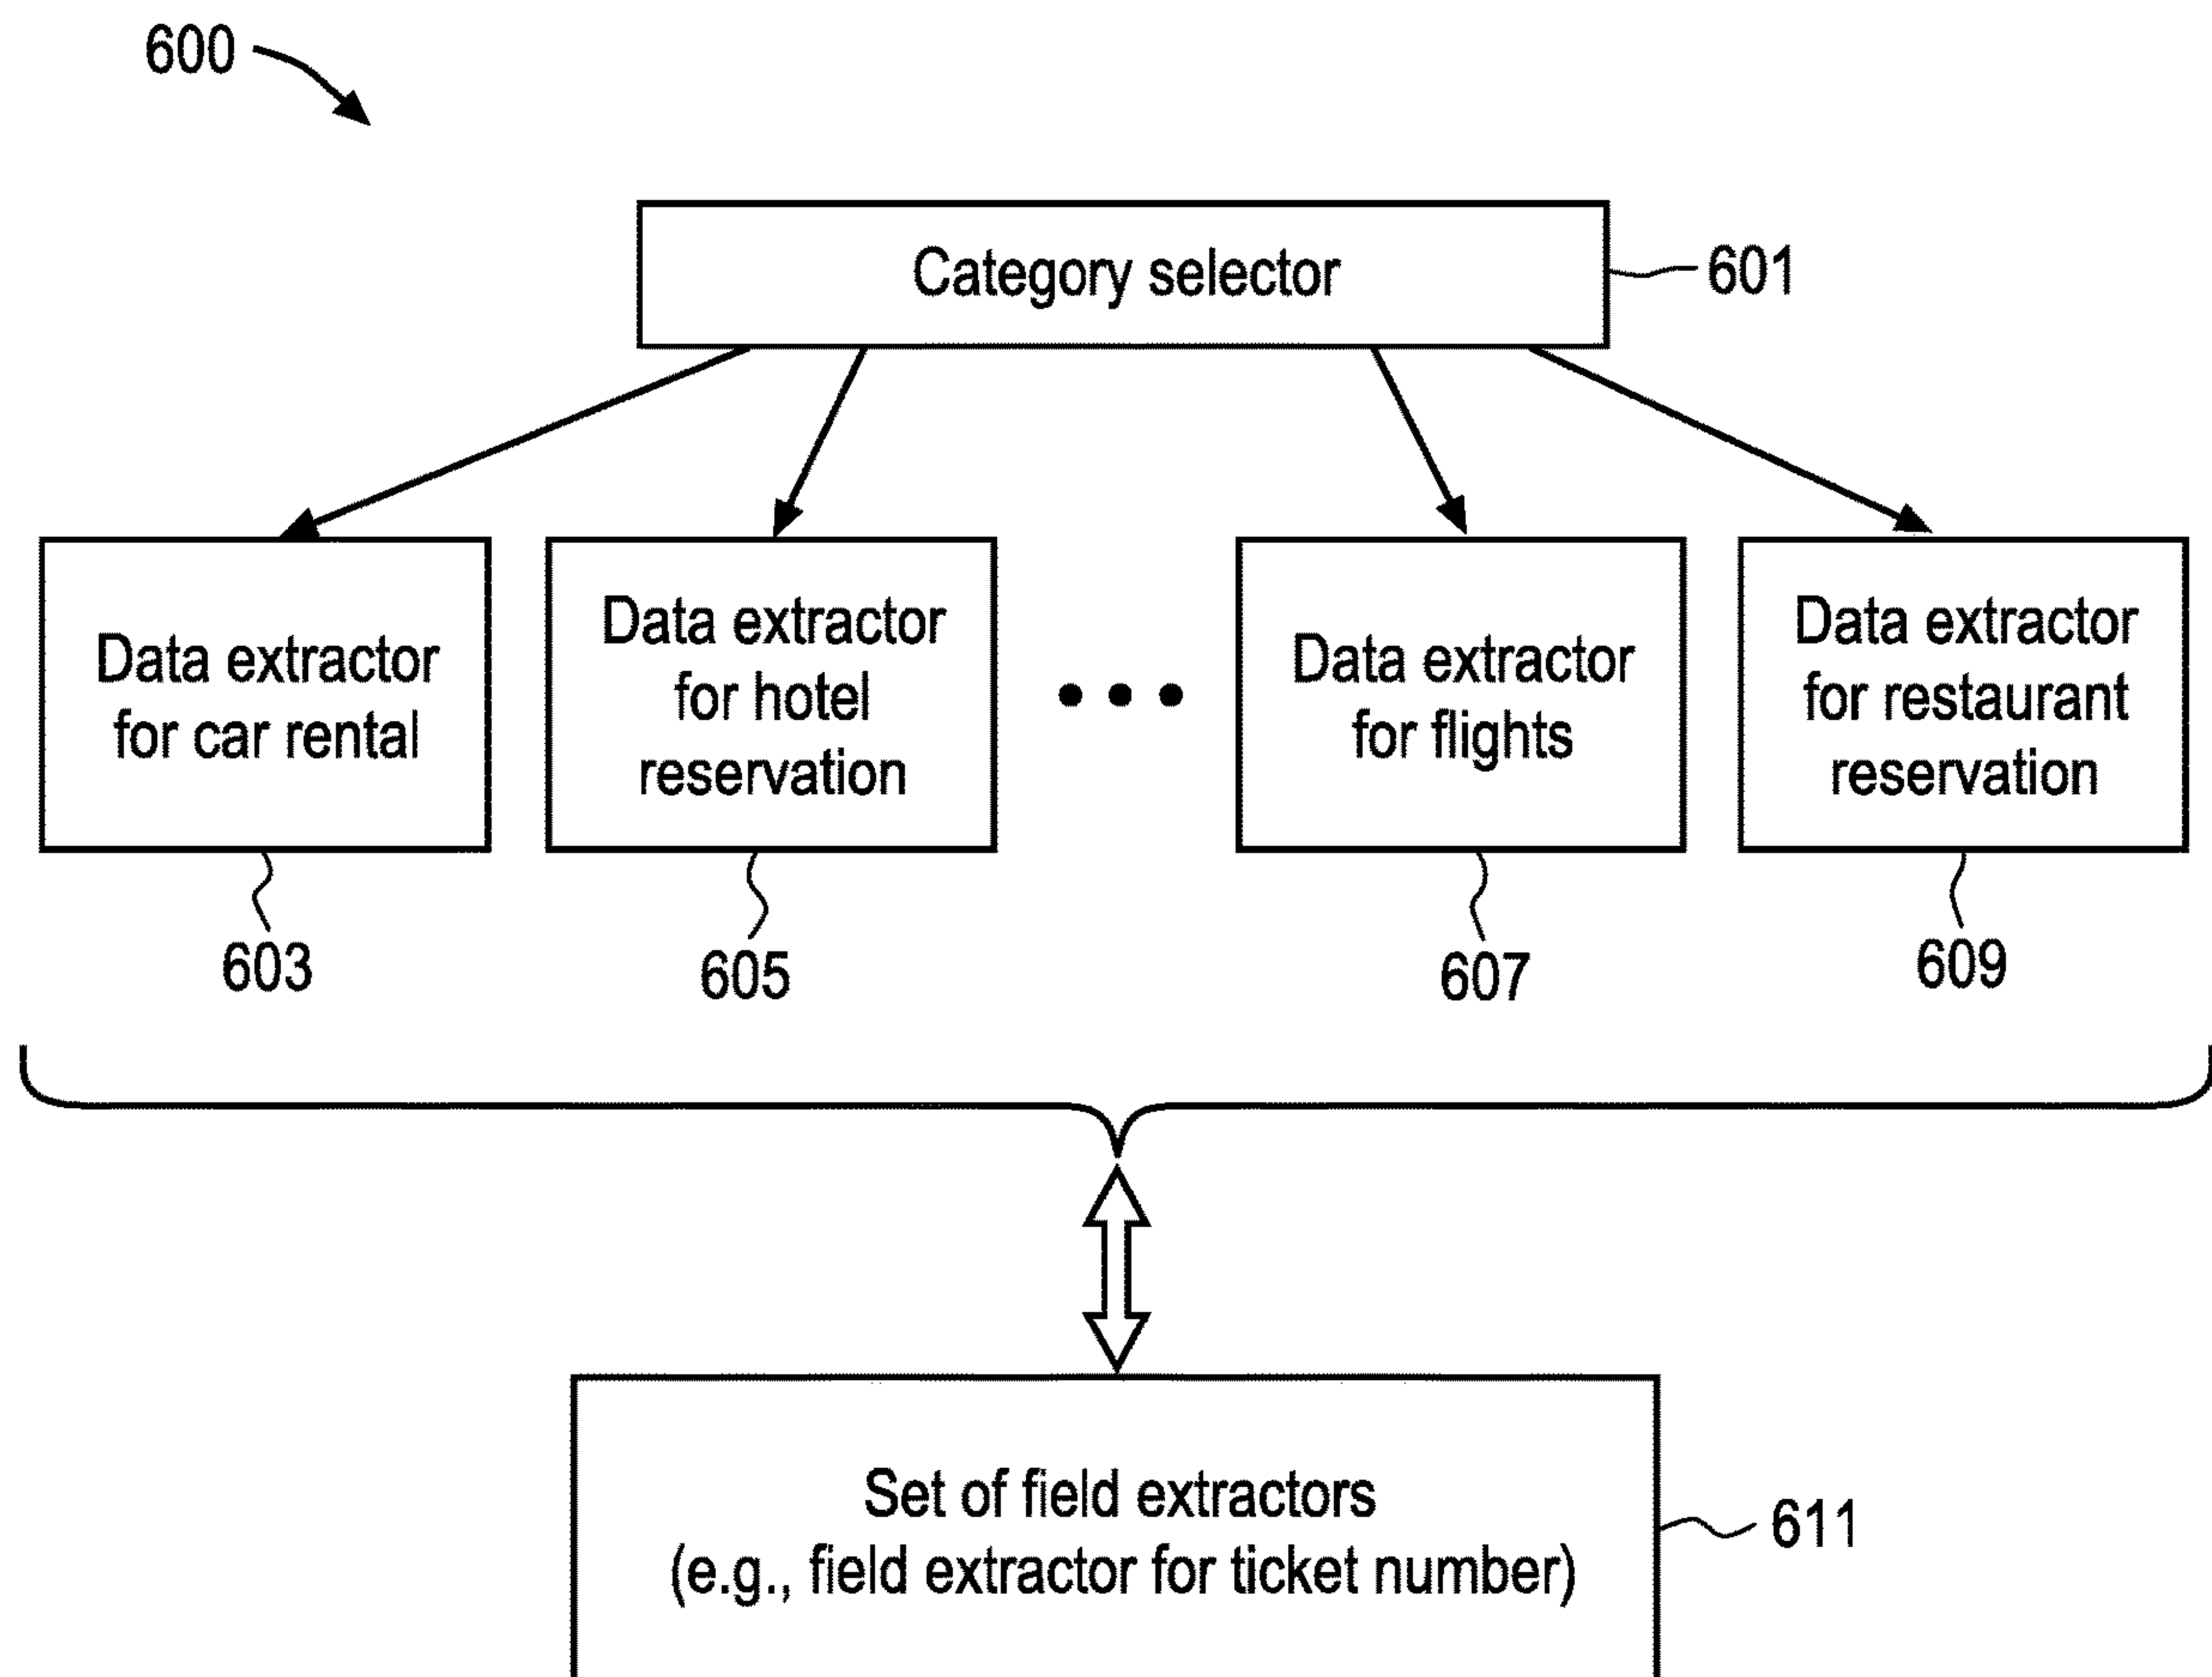 600
Category selector
601
Data extractor
for car rental
Data extractor
for hotel
reservation
Data extractor
for flights
Data extractor
for restaurant
reservation
603
605
607
609
Set of field extractors
(e.g., field extractor for ticket number)
611